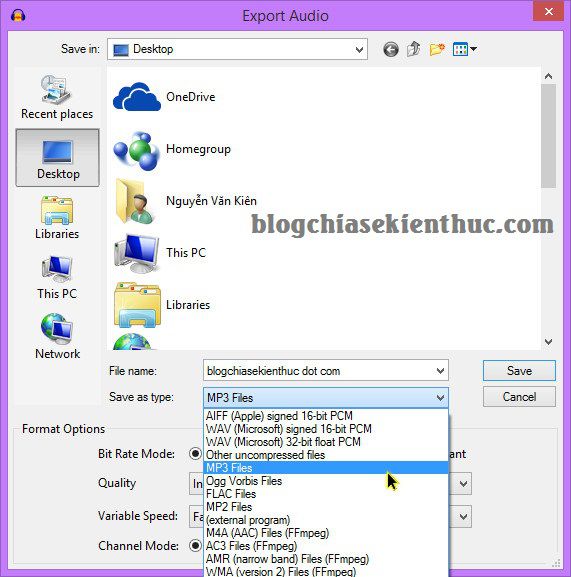 Export Audio
Save in:
Desktop
Recent places
Desktop
Libraries
This PC
Network
OneDrive
Homegroup
Nguyễn Văn Kiên
This PC
Libraries
blogchiasekienthuc.com
File name:
blogchiasekienthuc dot com
Save
Save as type:
MP3 Files
Cancel
AIFF (Apple) signed 16-bit PCM
WAV (Microsoft) signed 16-bit PCM
WAV (Microsoft) 32-bit float PCM
Other uncompressed files
MP3 Files
Ogg Vorbis Files
FLAC Files
MP2 Files
(external program)
M4A (AAC) Files (FFmpeg)
AC3 Files (FFmpeg)
AMR (narrow band) Files (FFmpeg)
WMA (version 2) Files (FFmpeg)
Format Options
Bit Rate Mode:
Quality
Variable Speed:
Channel Mode: